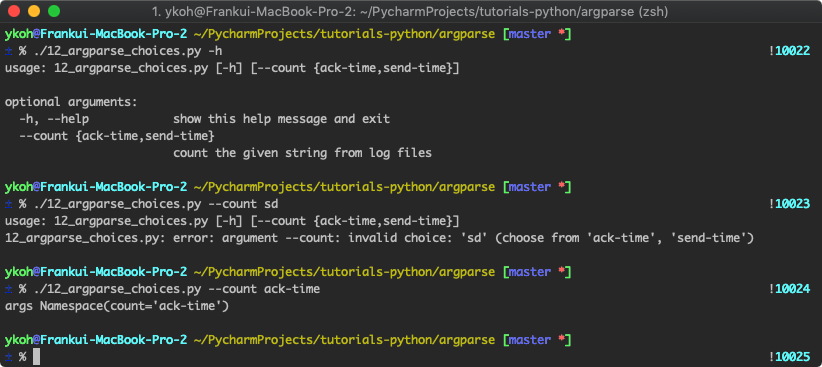 1. ykoh@Frankui-MacBook-Pro-2: ~/PycharmProjects/tutorials-python/argparse (zsh)
ykoh@Frankui-MacBook-Pro-2 ~/PycharmProjects/tutorials-python/argparse [master *]
± % ./12_argparse_choices.py -h !10022
usage: 12_argparse_choices.py [-h] [--count {ack-time,send-time}]
optional arguments:
-h, --help show this help message and exit
--count {ack-time,send-time}
count the given string from log files
ykoh@Frankui-MacBook-Pro-2 ~/PycharmProjects/tutorials-python/argparse [master *]
± % ./12_argparse_choices.py --count sd !10023
usage: 12_argparse_choices.py [-h] [--count {ack-time,send-time}]
12_argparse_choices.py: error: argument --count: invalid choice: 'sd' (choose from 'ack-time', 'send-time')
ykoh@Frankui-MacBook-Pro-2 ~/PycharmProjects/tutorials-python/argparse [master *]
± % ./12_argparse_choices.py --count ack-time !10024
args Namespace(count='ack-time')
ykoh@Frankui-MacBook-Pro-2 ~/PycharmProjects/tutorials-python/argparse [master *]
± % !10025